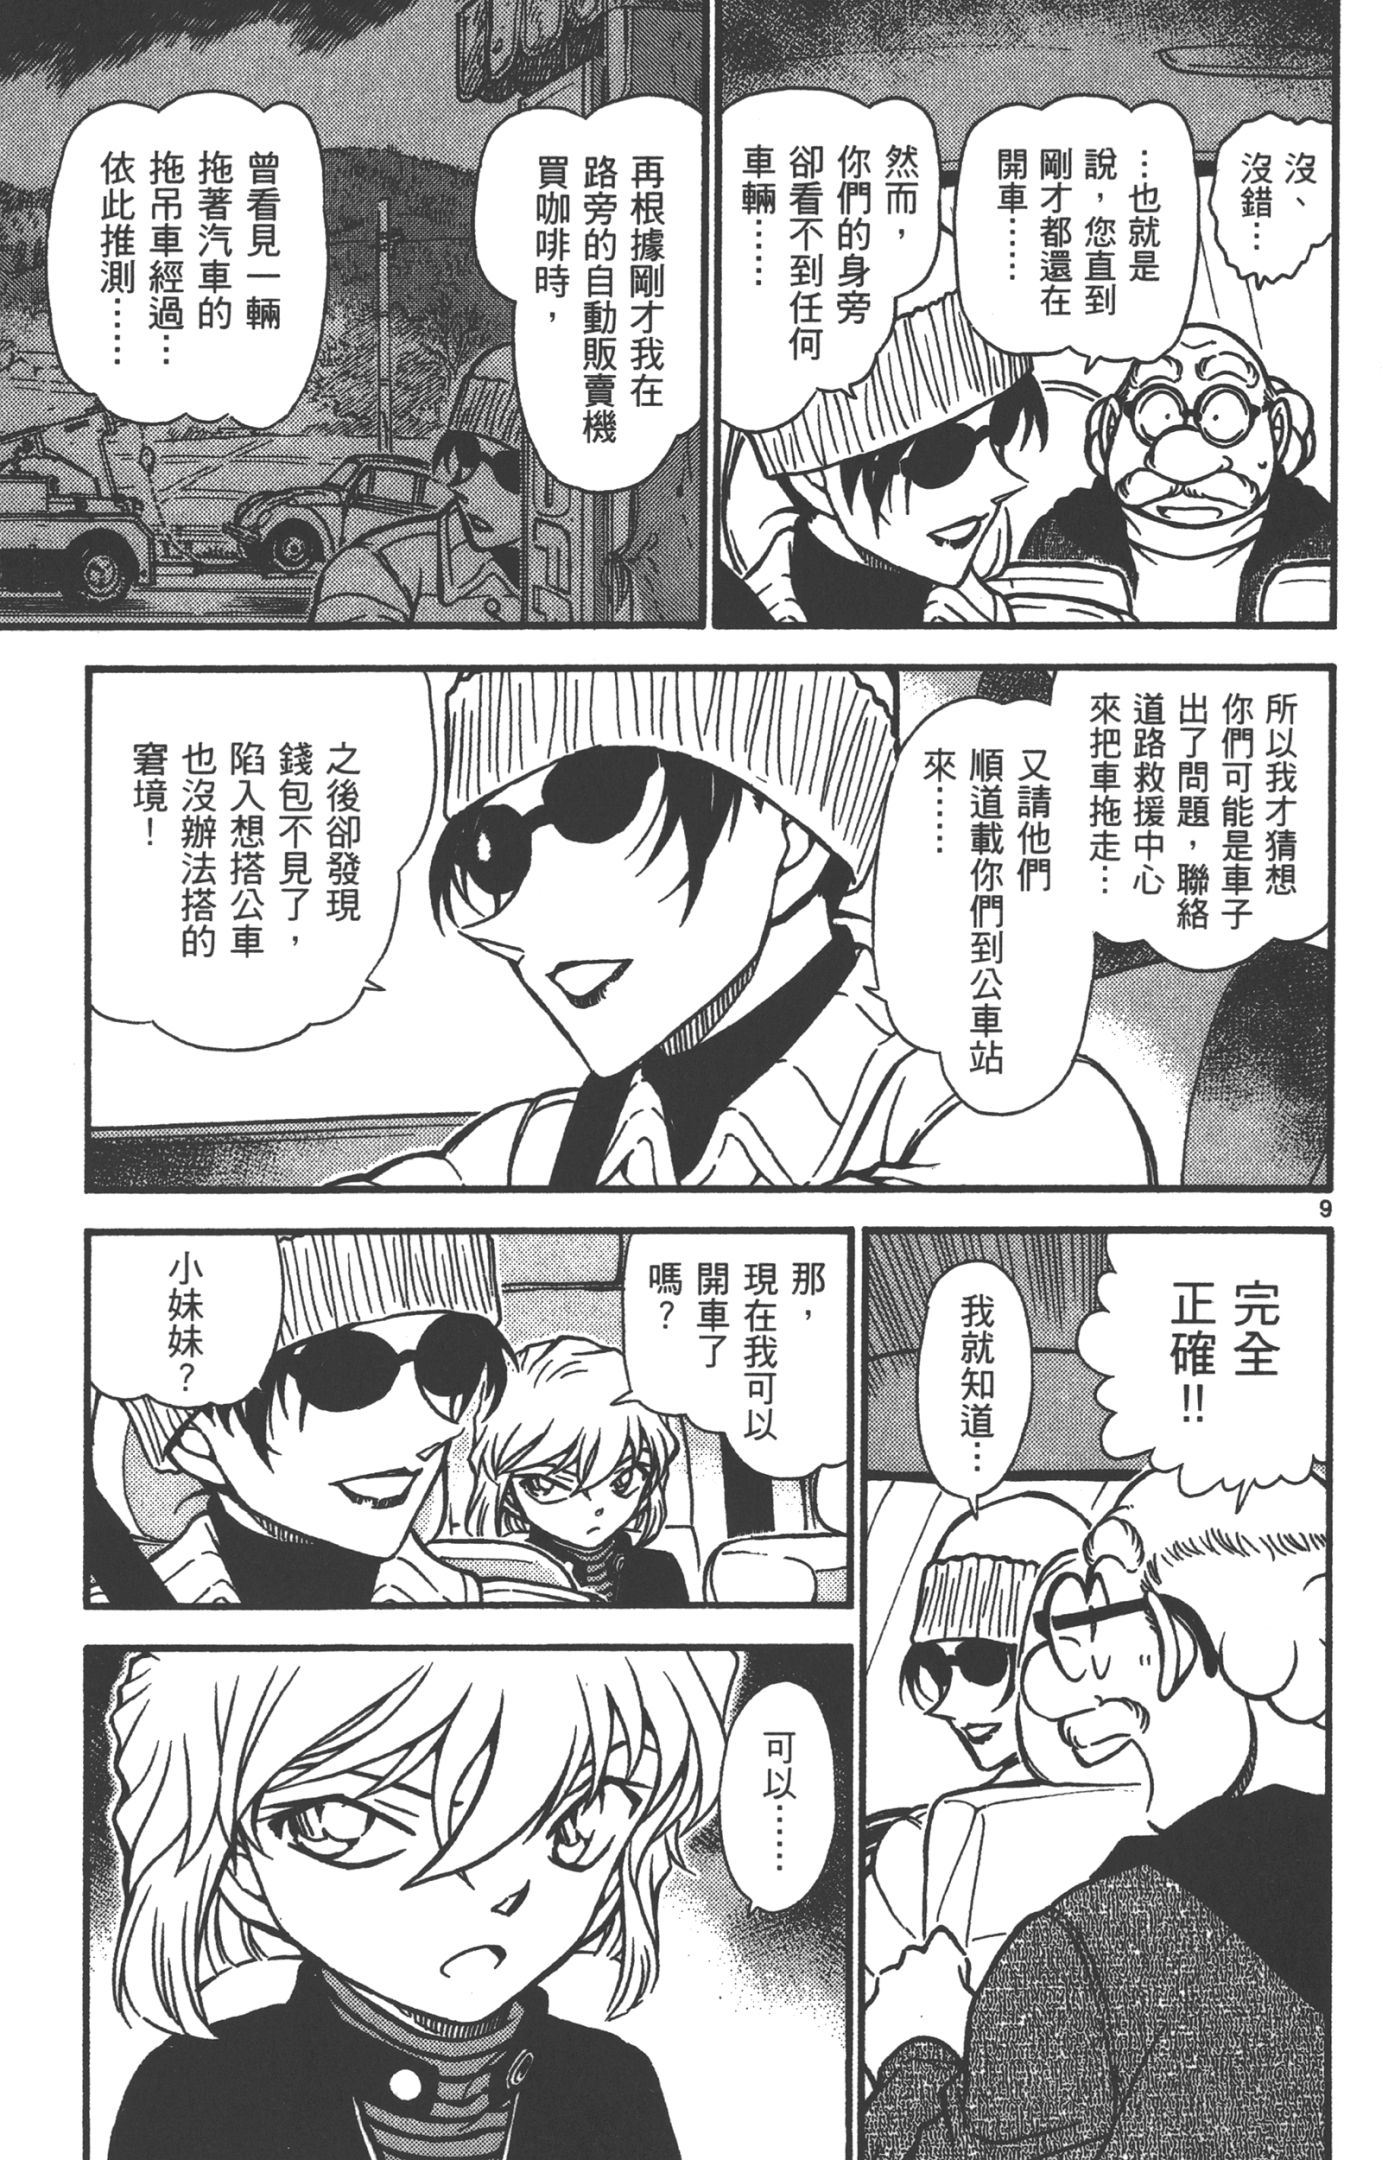 沒、
沒錯…
…也就是
說，您直到
剛才都還在
開車……
然而，
你們的身旁
卻看不到任何
車輛……
再根據剛才我在
路旁的自動販賣機
買咖啡時，
曾看見一輛
拖著汽車的
拖吊車經過…
依此推測……
所以我才猜想
你們可能是車子
出了問題，聯絡
道路救援中心
來把車拖走…
又請他們
順道載你們到公車站
來……
之後卻發現
錢包不見了，
陷入想搭公車
也沒辦法搭的
窘境！
9
完全
正確!!
我就知道…
那，
現在我可以
開車了
嗎？
小妹妹？
可以……